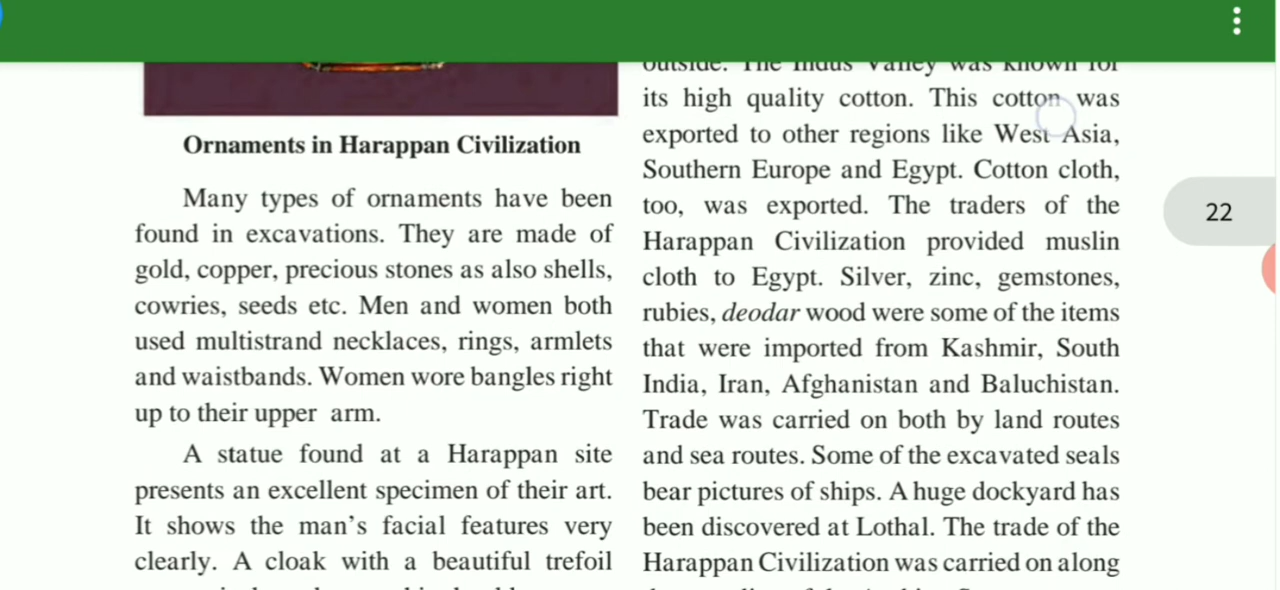 Ornaments in Harappan Civilization
Many types of ornaments have been
found in excavations. They are made of
gold, copper, precious stones as also shells,
cowries, seeds etc. Men and women both
used multistrand necklaces, rings, armlets
and waistbands. Women wore bangles right
up to their upper arm.
A statue found at a Harappan site
presents an excellent specimen of their art.
It shows the man's facial features very
clearly. A cloak with a beautiful trefoil
outside. The Indus Valley was known for
its high quality cotton. This cotton was
exported to other regions like West Asia,
Southern Europe and Egypt. Cotton cloth,
too, was exported. The traders of the
Harappan Civilization provided muslin
cloth to Egypt. Silver, zinc, gemstones,
rubies, deodar wood were some of the items
that were imported from Kashmir, South
India, Iran, Afghanistan and Baluchistan.
Trade was carried on both by land routes
and sea routes. Some of the excavated seals
bear pictures of ships. A huge dockyard has
been discovered at Lothal. The trade of the
Harappan Civilization was carried on along
22